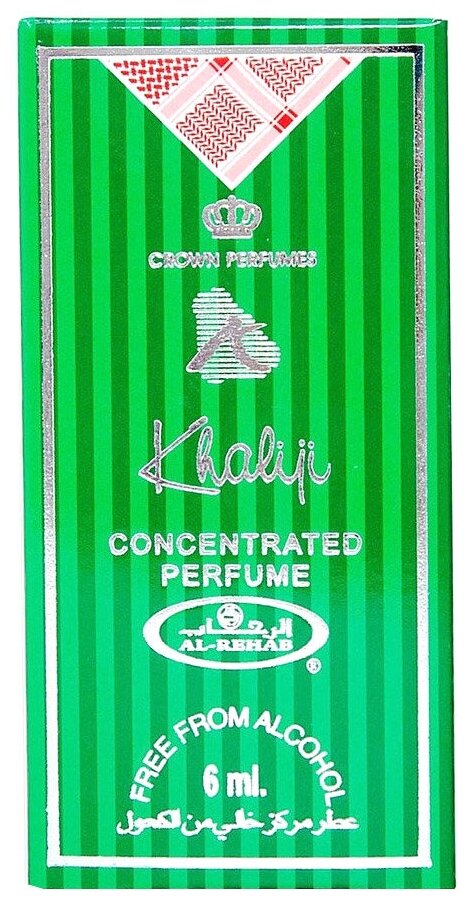 CROWN PERFUMES
Khaliji
CONCENTRATED
PERFUME
الرحاب
AL-REHAB
®
FREE FROM ALCOHOL
6 ml.
عطر مركز خالي من الكحول